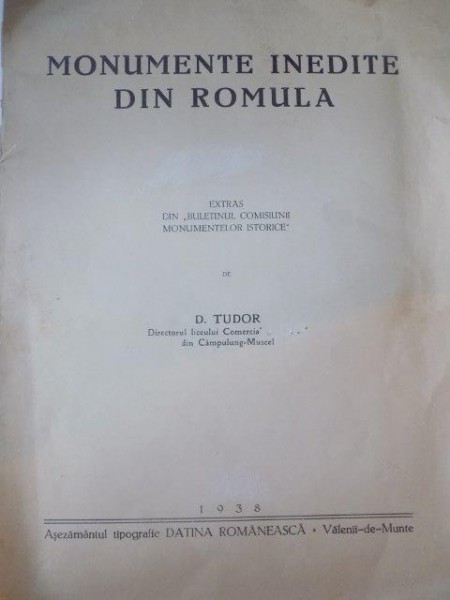 MONUMENTE INEDITE
DIN ROMULA
EXTRAS
DIN „BULETINUL COMISIUNII
MONUMENTELOR ISTORICE“
DE
D. TUDOR
Directorul liceului Comercia
din Câmpulung-Muscel
1938
Așezământul tipografic DATINA ROMÂNEASCĂ • Vălenii-de-Munte